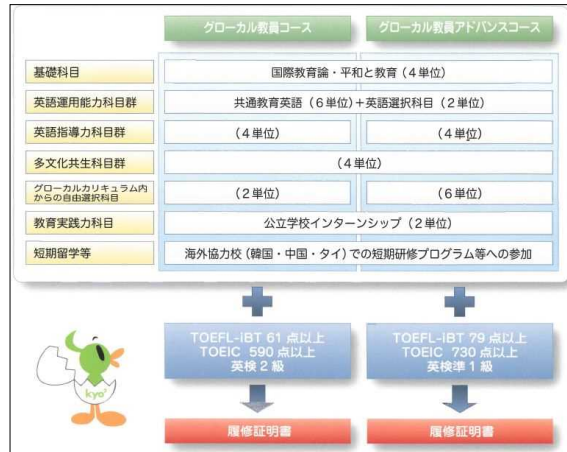 グローカル教員コース
グローカル教員アドバンスコース
基礎科目
国際教育論・平和と教育(4単位)
英語運用能力科目群
共通教育英語(6単位)+英語選択科目(2単位)
英語指導力科目群
(4単位)
(4単位)
多文化共生科目群
(4単位)
グローカルカリキュラム内
からの自由選択科目
(2単位)
(6単位)
教育実践力科目
公立学校インターンシップ(2単位)
短期留学等
海外協力校(韓国・中国・タイ)での短期研修プログラム等への参加
TOEFL-iBT 61 点以上
TOEIC 590 点以上
英検2級
TOEFL-iBT 79 点以上
TOEIC 730 点以上
英検準1級
kyo²
履修証明書
履修証明書